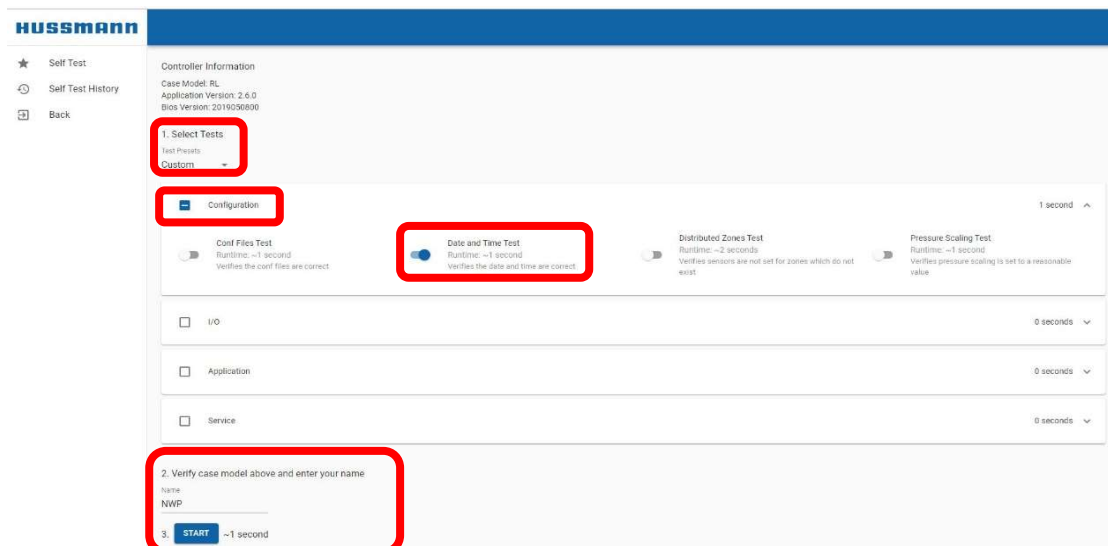 HUSSMANN
Self Test
Self Test History
Back
Controller Information
Case Model: RL
Application Version: 2.6.0
Bios Version: 2019050800
1. Select Tests
Test Presets
Custom
Configuration
1 second
Conf Files Test
Runtime: ~1 second
Verifies the conf files are correct
Date and Time Test
Runtime: ~1 second
Verifies the date and time are correct
Distributed Zones Test
Runtime: ~2 seconds
Verifies sensors are not set for zones which do not
exist
Pressure Scaling Test
Runtime: ~1 second
Verifies pressure scaling is set to a reasonable
value
I/O
0 seconds
Application
0 seconds
Service
0 seconds
2. Verify case model above and enter your name
Name
NWP
3. START ~1 second